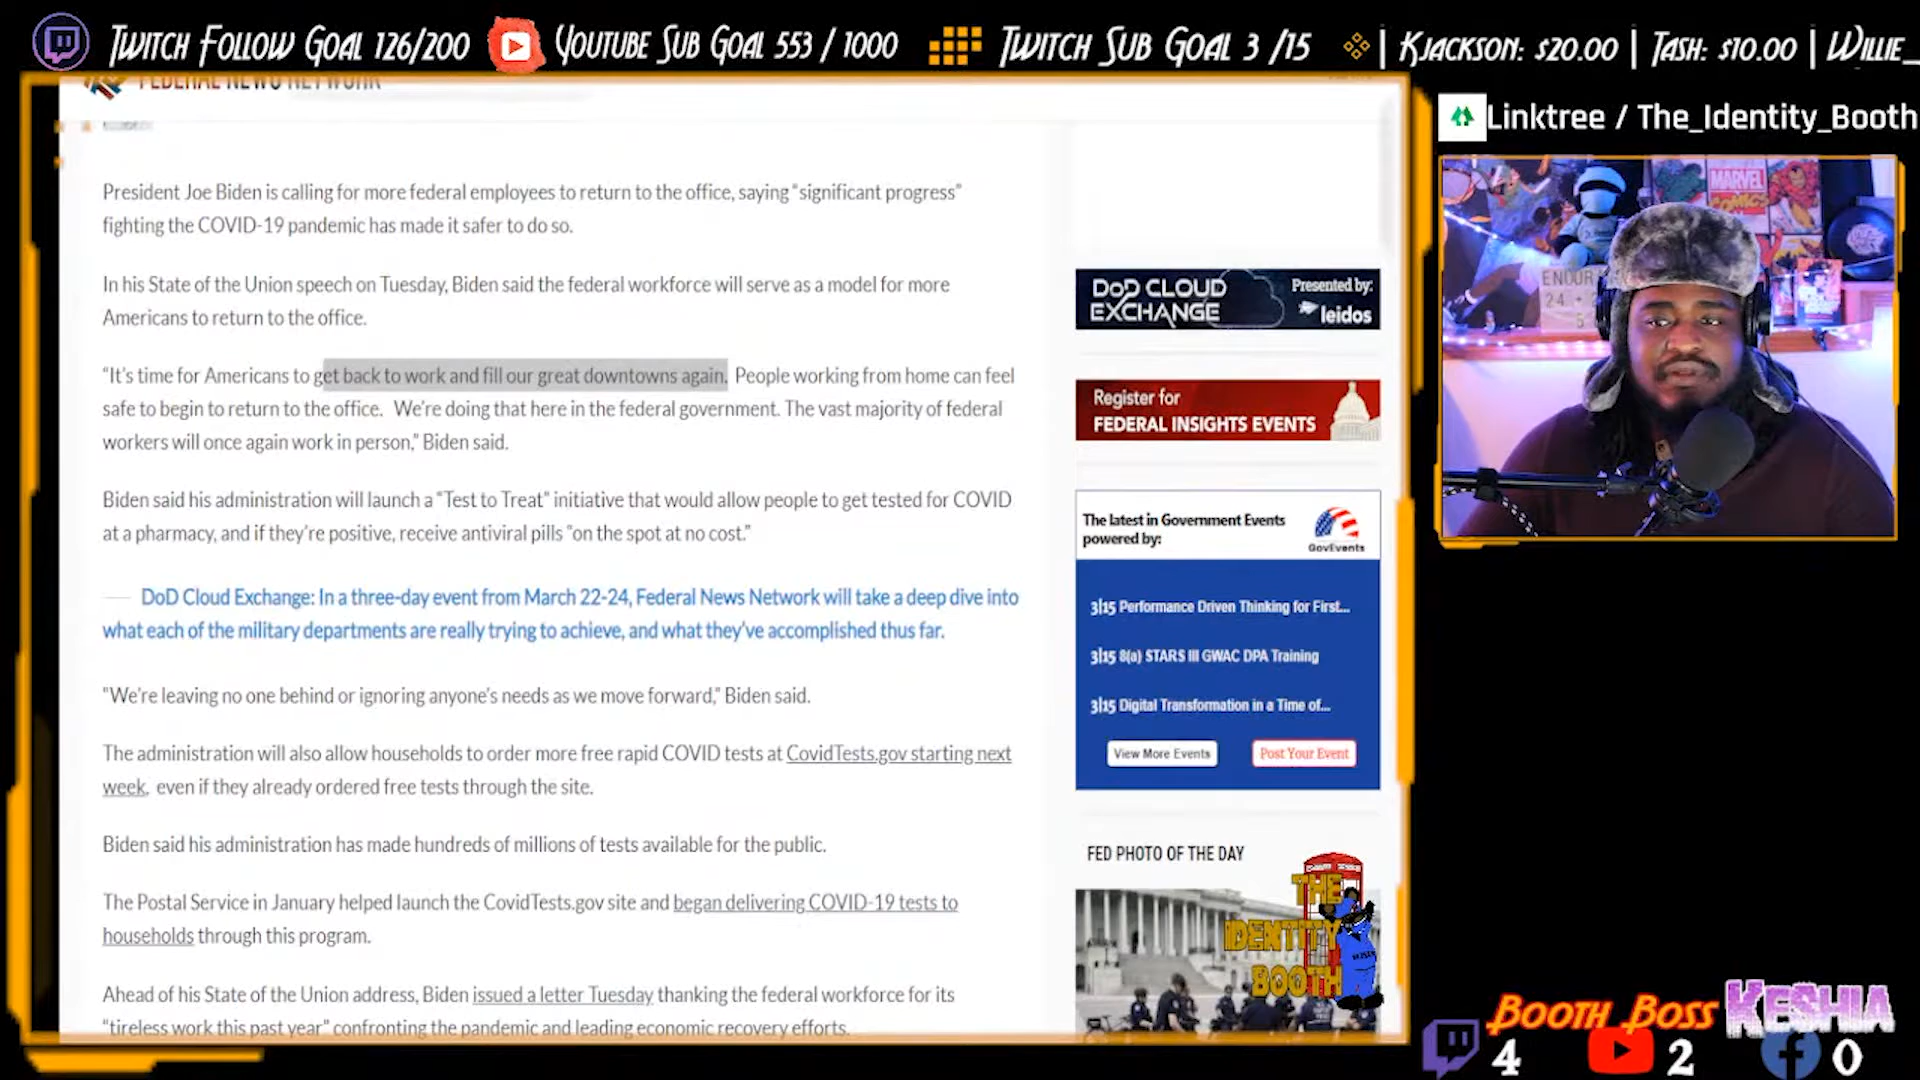 Twitch Follow Goal 126/200 Youtube Sub Goal 553 / 1000 Twitch Sub Goal 3 /15 | Kjackson: $20.00 | Tash: $10.00 | Willie_
Linktree / The_Identity_Booth
FEDERAL NEWS NETWORK
President Joe Biden is calling for more federal employees to return to the office, saying “significant progress”
fighting the COVID-19 pandemic has made it safer to do so.
In his State of the Union speech on Tuesday, Biden said the federal workforce will serve as a model for more
Americans to return to the office.
“It’s time for Americans to get back to work and fill our great downtowns again. People working from home can feel
safe to begin to return to the office. We’re doing that here in the federal government. The vast majority of federal
workers will once again work in person,” Biden said.
Biden said his administration will launch a “Test to Treat” initiative that would allow people to get tested for COVID
at a pharmacy, and if they’re positive, receive antiviral pills “on the spot at no cost.”
DoD Cloud Exchange: In a three-day event from March 22-24, Federal News Network will take a deep dive into
what each of the military departments are really trying to achieve, and what they’ve accomplished thus far.
“We’re leaving no one behind or ignoring anyone’s needs as we move forward,” Biden said.
The administration will also allow households to order more free rapid COVID tests at CovidTests.gov starting next
week, even if they already ordered free tests through the site.
Biden said his administration has made hundreds of millions of tests available for the public.
The Postal Service in January helped launch the CovidTests.gov site and began delivering COVID-19 tests to
households through this program.
Ahead of his State of the Union address, Biden issued a letter Tuesday thanking the federal workforce for its
“tireless work this past year” confronting the pandemic and leading economic recovery efforts.
DoD CLOUD
EXCHANGE
Presented by:
leidos
Register for
FEDERAL INSIGHTS EVENTS
The latest in Government Events
powered by:
GovEvents
3|15 Performance Driven Thinking for First...
3|15 8(a) STARS III GWAC DPA Training
3|15 Digital Transformation in a Time of...
View More Events Post Your Event
FED PHOTO OF THE DAY
THE
IDENTITY
BOOTH
MARVEL
COMICS
Booth Boss Keshia
4 2 0